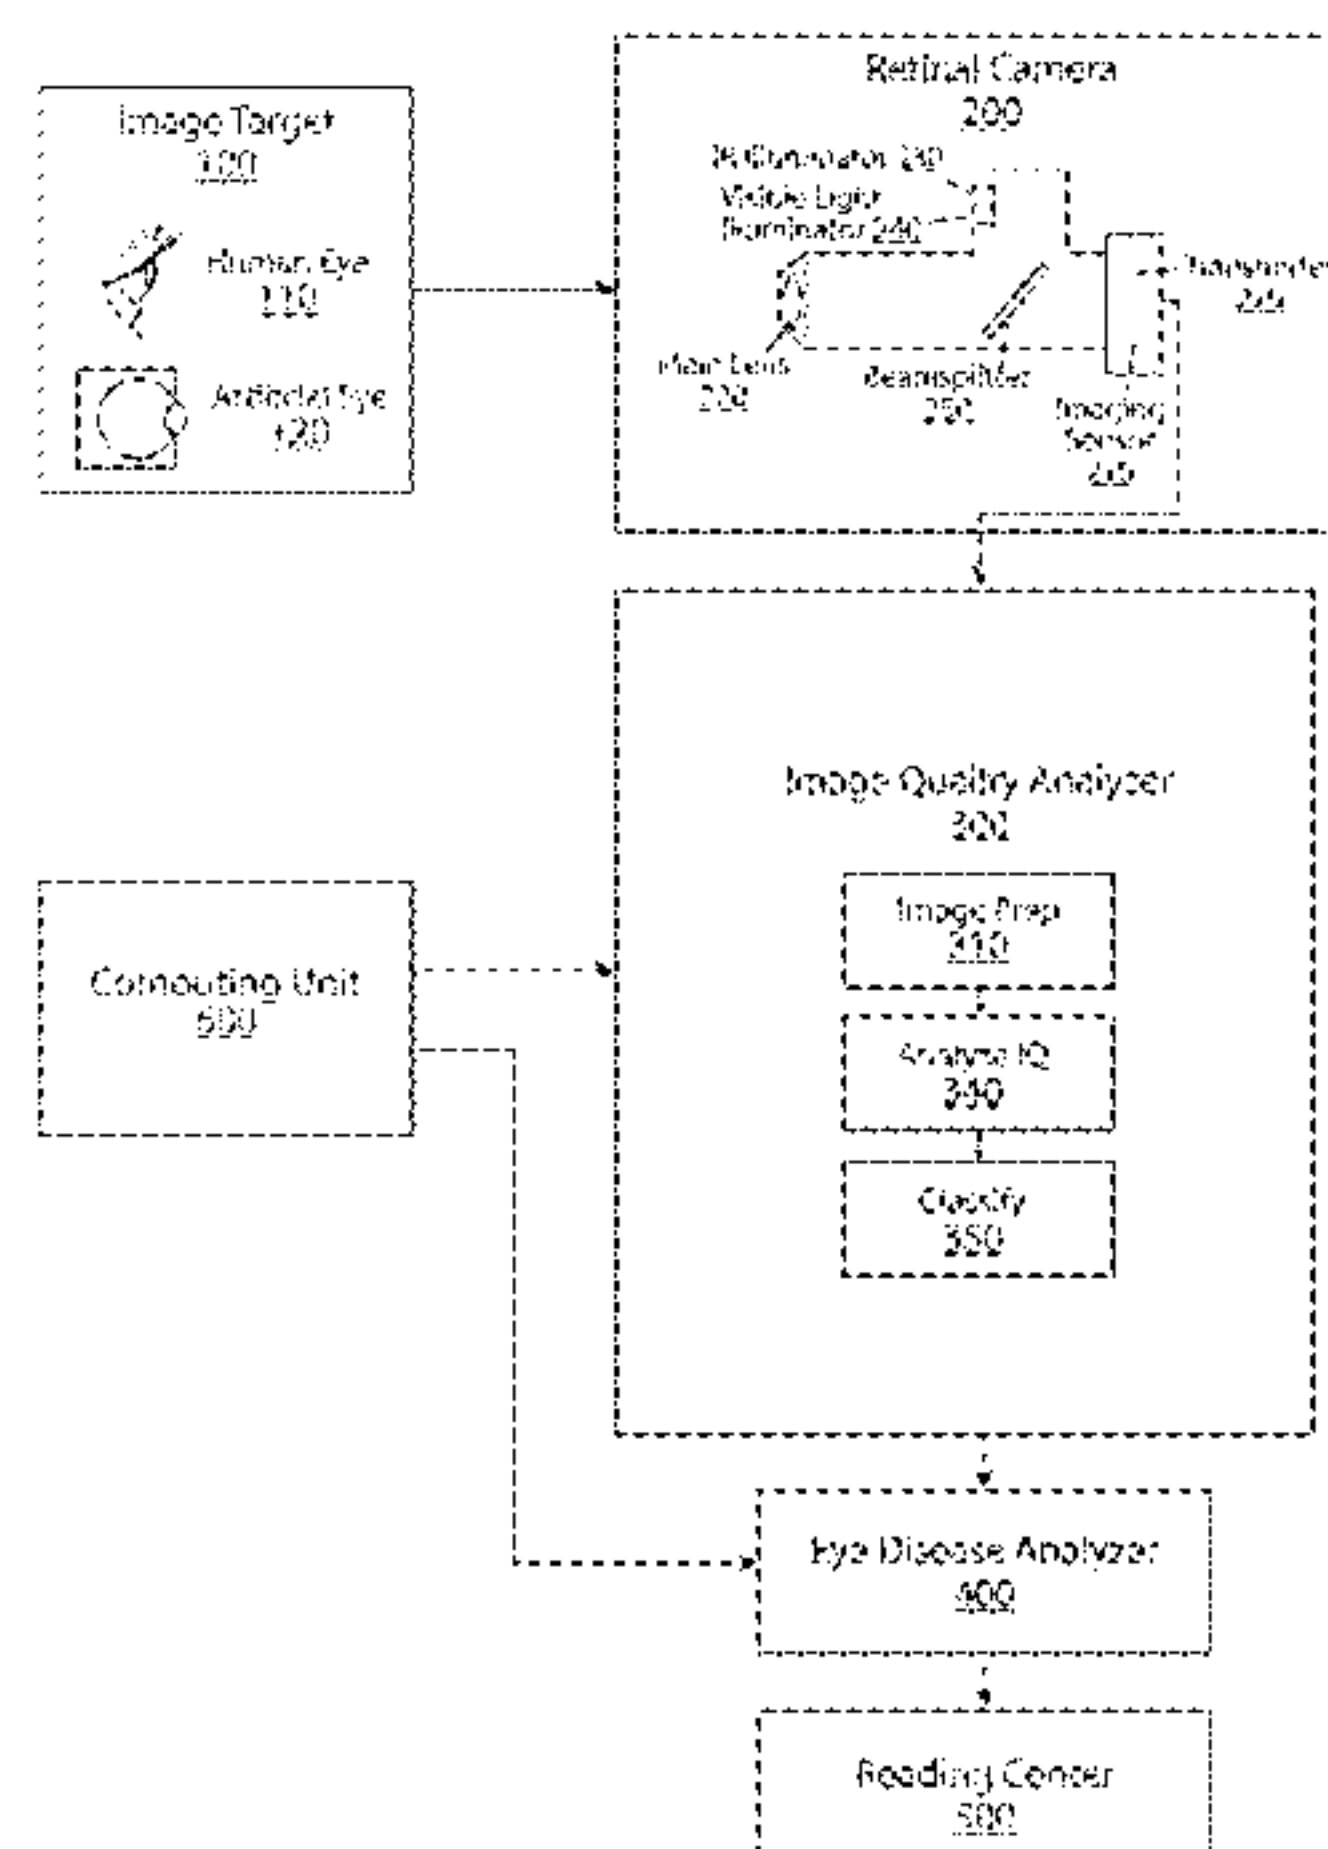 Image Target
100
Human Eye
110
Artificial Eye
120
Retinal Camera
200
IR Illuminator 230
Visible Light
Illuminator 240
Main Lens
Beamsplitter
250
Transmitter
Imaging
Sensor
Image Quality Analyzer
300
Image Prep
310
Analyze IQ
340
Classify
350
Computing Unit
600
Eye Disease Analyzer
400
Reading Center
500